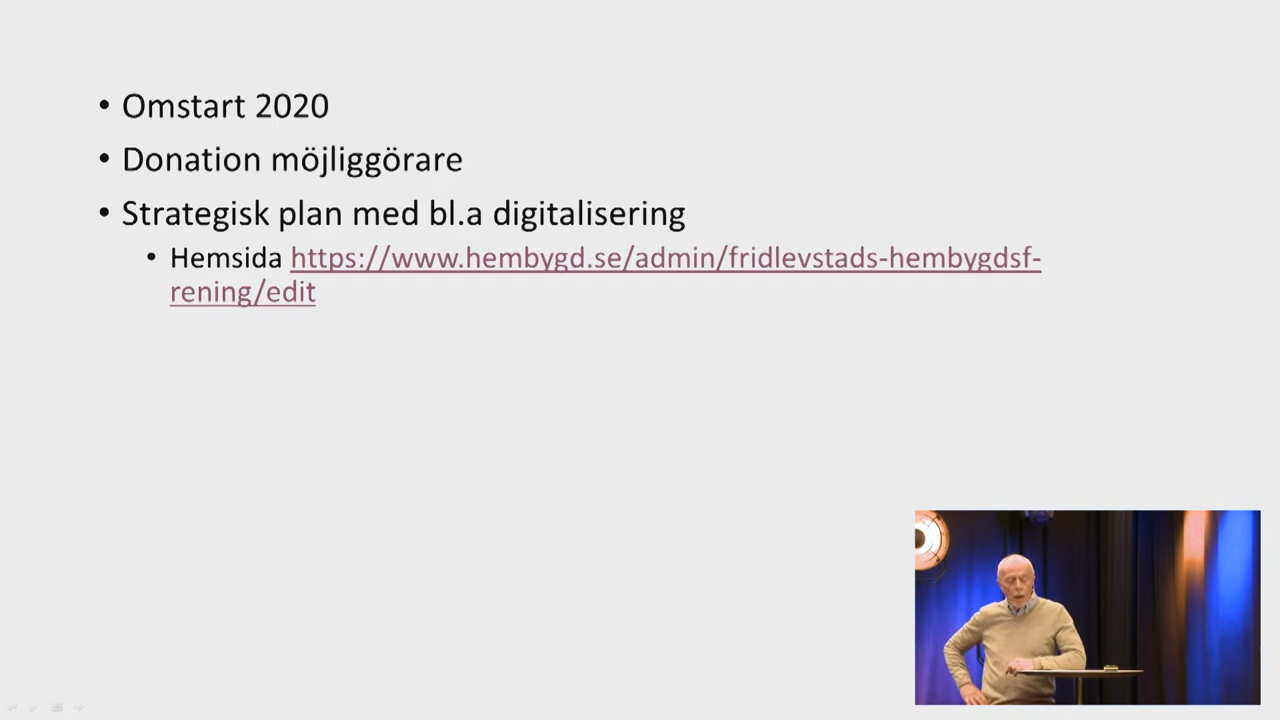 • Omstart 2020
• Donation möjliggörare
• Strategisk plan med bl.a digitalisering
• Hemsida https://www.hembygd.se/admin/fridlevstads-hembygdsf-
rening/edit